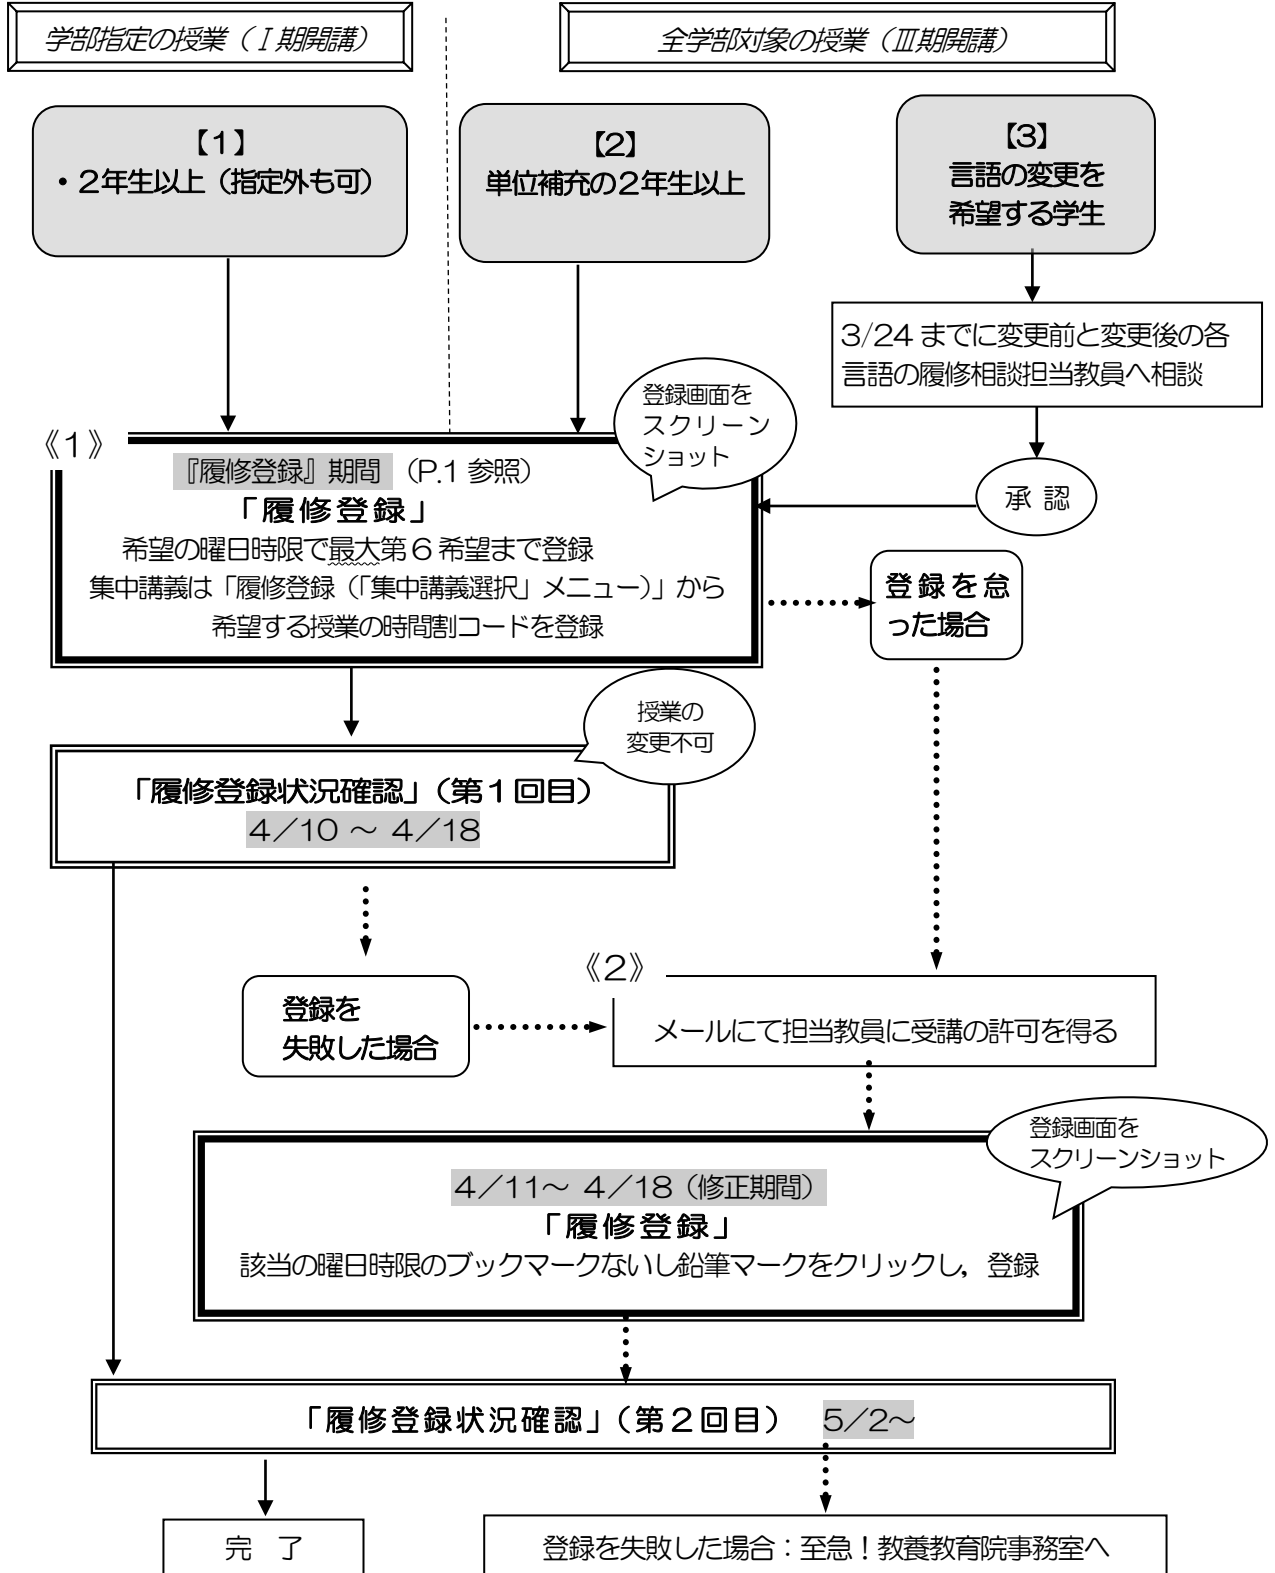 学部指定の授業（Ⅰ期開講）
全学部対象の授業（Ⅲ期開講）
【1】
・２年生以上（指定外も可）
【2】
単位補充の２年生以上
【3】
言語の変更を
希望する学生
3/24 までに変更前と変更後の各
言語の履修相談担当教員へ相談
承 認
登録画面を
スクリーン
ショット
《1》
『履修登録』期間 （P.1 参照）
「履修登録」
希望の曜日時限で最大第６希望まで登録
集中講義は「履修登録（「集中講義選択」メニュー）」から
希望する授業の時間割コードを登録
登録を怠
った場合
授業の
変更不可
「履修登録状況確認」（第１回目）
4／10 ～ 4／18
登録を
失敗した場合
《2》
メールにて担当教員に受講の許可を得る
登録画面を
スクリーンショット
4／11～ 4／18（修正期間）
「履修登録」
該当の曜日時限のブックマークないし鉛筆マークをクリックし，登録
「履修登録状況確認」（第２回目） 5／2～
完 了
登録を失敗した場合：至急！教養教育院事務室へ